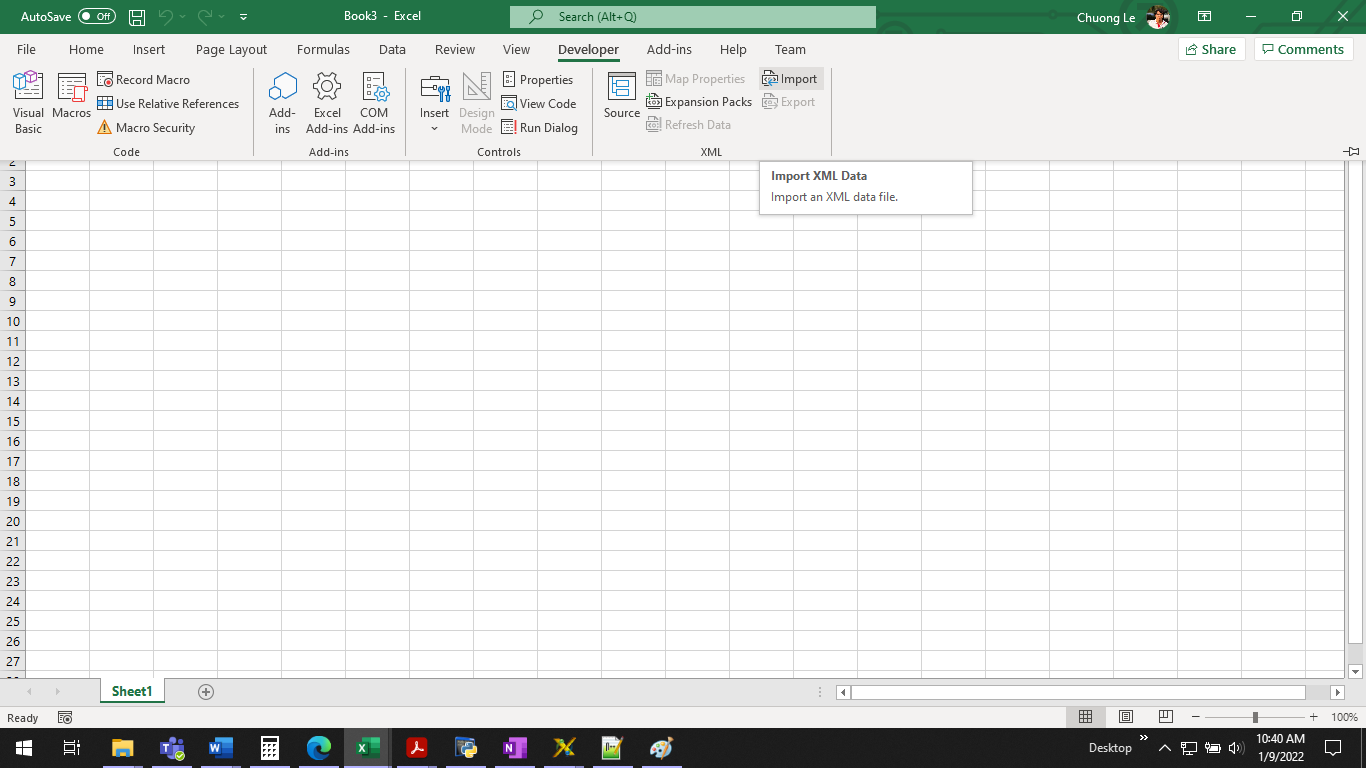 AutoSave Off Book3 - Excel Search (Alt+Q) Chuong Le
File Home Insert Page Layout Formulas Data Review View Developer Add-ins Help Team Share Comments
Visual Basic
Macros
Record Macro
Use Relative References
Macro Security
Code
Add-ins
Excel Add-ins
COM Add-ins
Add-ins
Insert
Design Mode
Properties
View Code
Run Dialog
Controls
Source
Map Properties
Expansion Packs
Refresh Data
Import
Export
XML
Import XML Data
Import an XML data file.
2
3
4
5
6
7
8
9
10
11
12
13
14
15
16
17
18
19
20
21
22
23
24
25
26
27
Sheet1
Ready 100%
Desktop 10:40 AM
1/9/2022